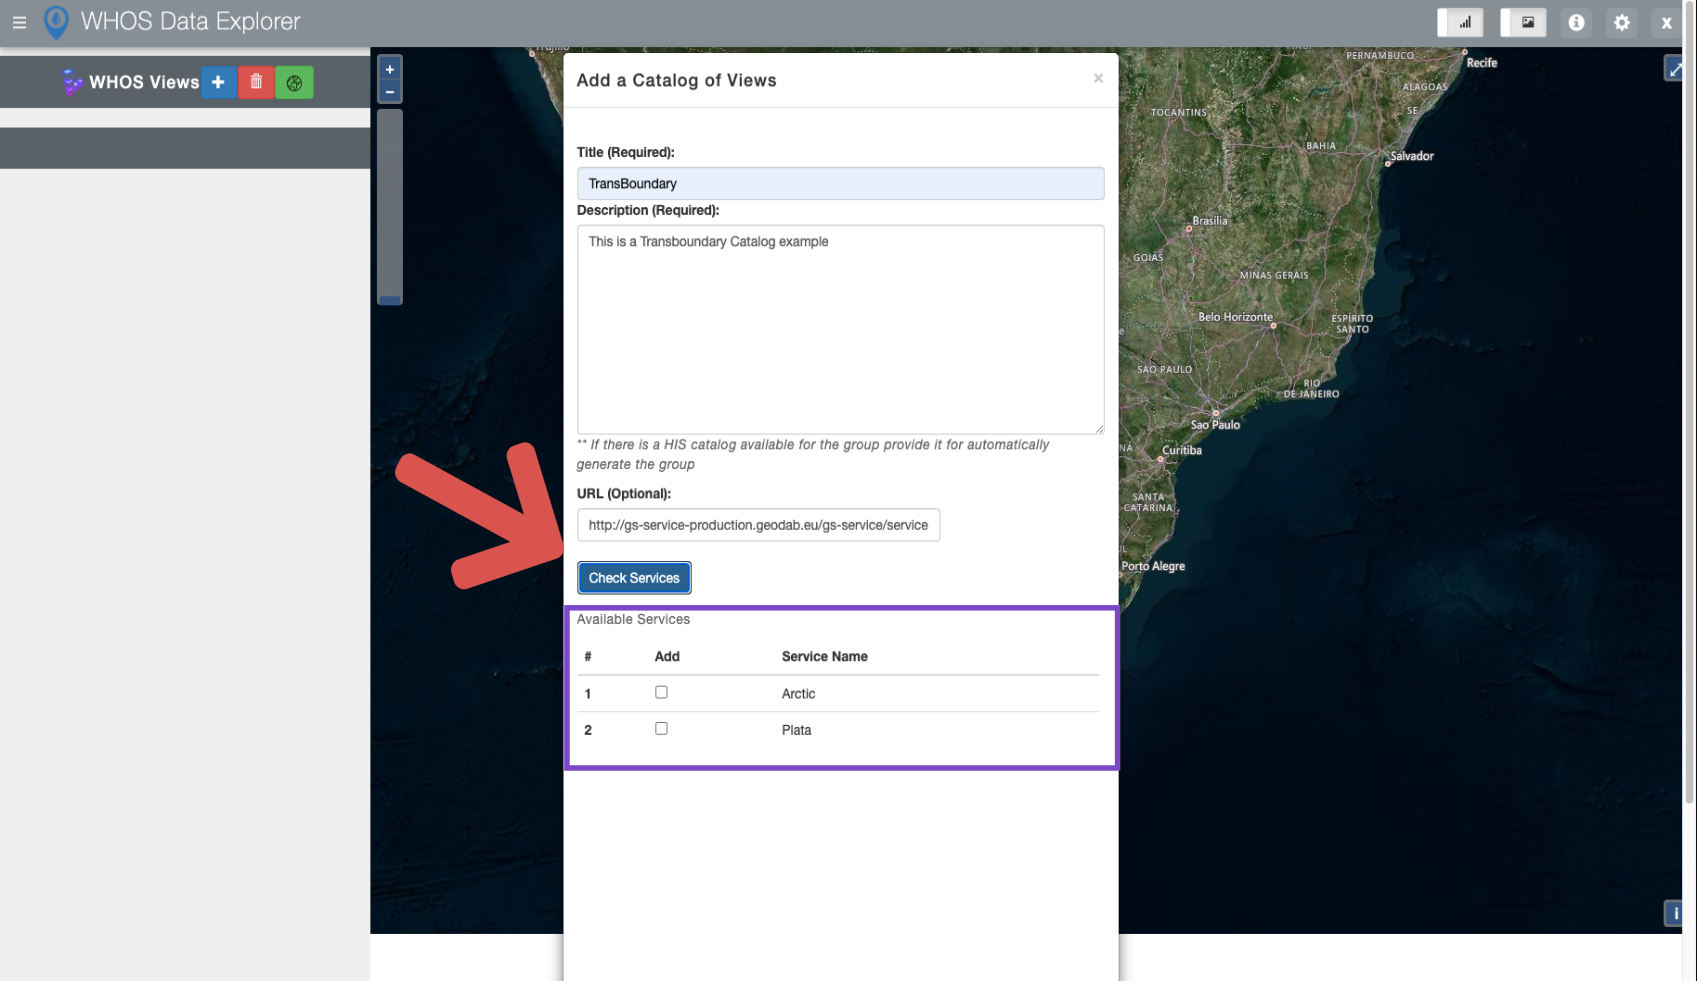 WHOS Data Explorer
x
WHOS Views
+
+
−
Add a Catalog of Views
×
Title (Required):
TransBoundary
Description (Required):
This is a Transboundary Catalog example
** If there is a HIS catalog available for the group provide it for automatically
generate the group
URL (Optional):
http://gs-service-production.geodab.eu/gs-service/service
Check Services
Available Services
# Add Service Name
1 Arctic
2 Plata
PERNAMBUCO
Recife
ALAGOAS
SE
TOCANTINS
BAHIA
Salvador
Brasília
GOIÁS
MINAS GERAIS
Belo Horizonte
ESPÍRITO
SANTO
SÃO PAULO
RIO
DE JANEIRO
Sao Paulo
Curitiba
SANTA
CATARINA
Porto Alegre
i